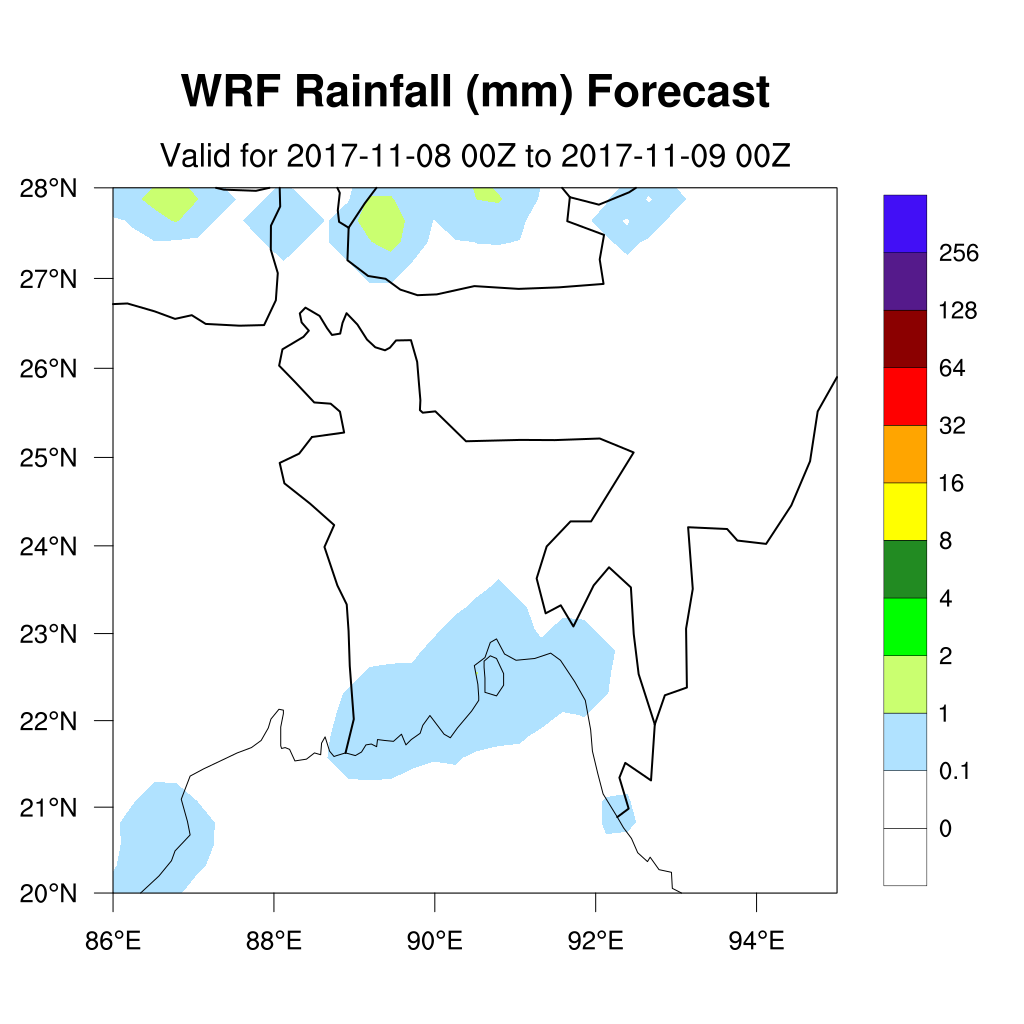 WRF Rainfall (mm) Forecast
Valid for 2017-11-08 00Z to 2017-11-09 00Z
28°N
27°N
26°N
25°N
24°N
23°N
22°N
21°N
20°N
86°E
88°E
90°E
92°E
94°E
256
128
64
32
16
8
4
2
1
0.1
0